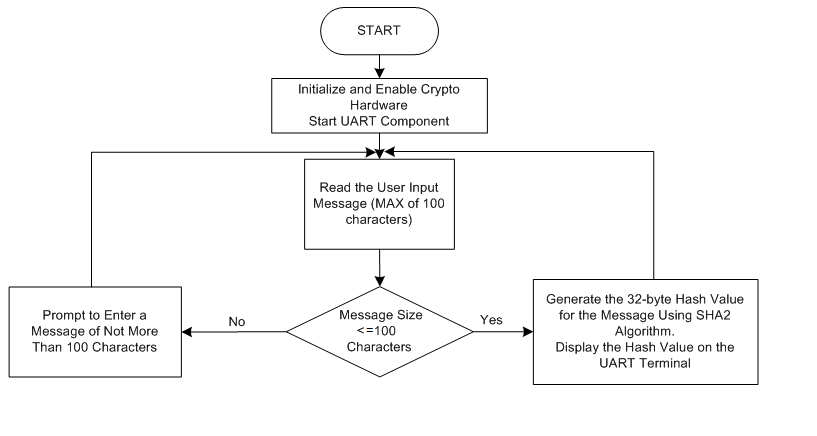 START
Initialize and Enable Crypto
Hardware
Start UART Component
Read the User Input
Message (MAX of 100
characters)
Prompt to Enter a
Message of Not More
Than 100 Characters
No
Message Size
<=100
Characters
Yes
Generate the 32-byte Hash Value
for the Message Using SHA2
Algorithm.
Display the Hash Value on the
UART Terminal